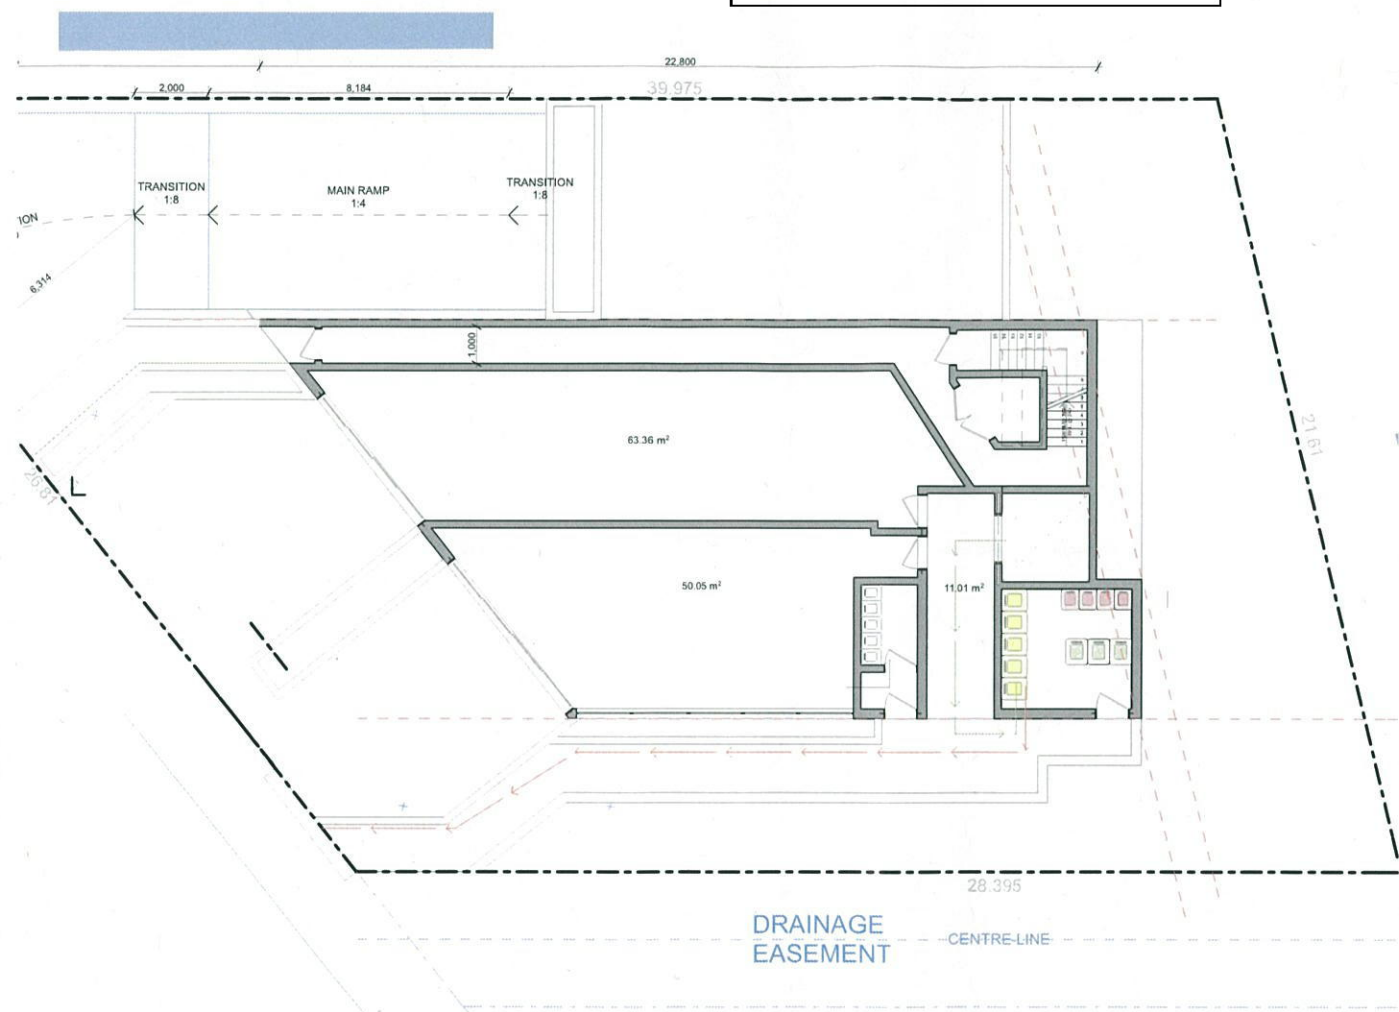 22,800
2,000
8,184
39.975
TRANSITION
1:8
MAIN RAMP
1:4
TRANSITION
1:8
ION
6,314
1,000
63.36 m²
21 61
26.81
L
50.05 m²
11.01 m²
28.395
DRAINAGE
EASEMENT
CENTRE-LINE